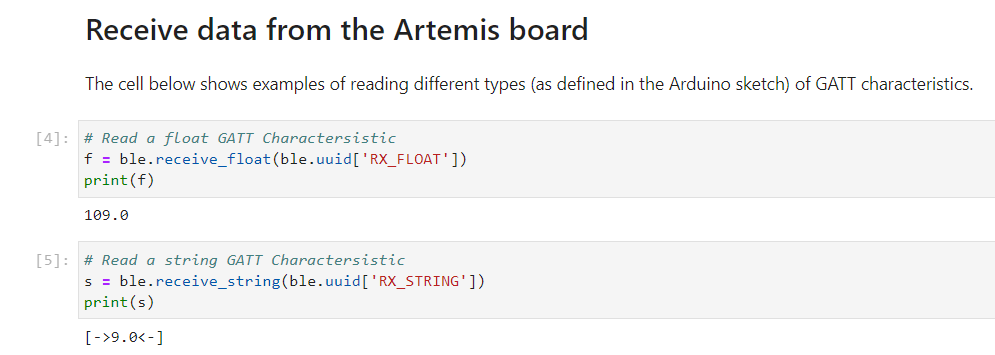 Receive data from the Artemis board
The cell below shows examples of reading different types (as defined in the Arduino sketch) of GATT characteristics.
[4]: # Read a float GATT Charactersistic
f = ble.receive_float(ble.uuid['RX_FLOAT'])
print(f)
109.0
[5]: # Read a string GATT Charactersistic
s = ble.receive_string(ble.uuid['RX_STRING'])
print(s)
[->9.0<-]